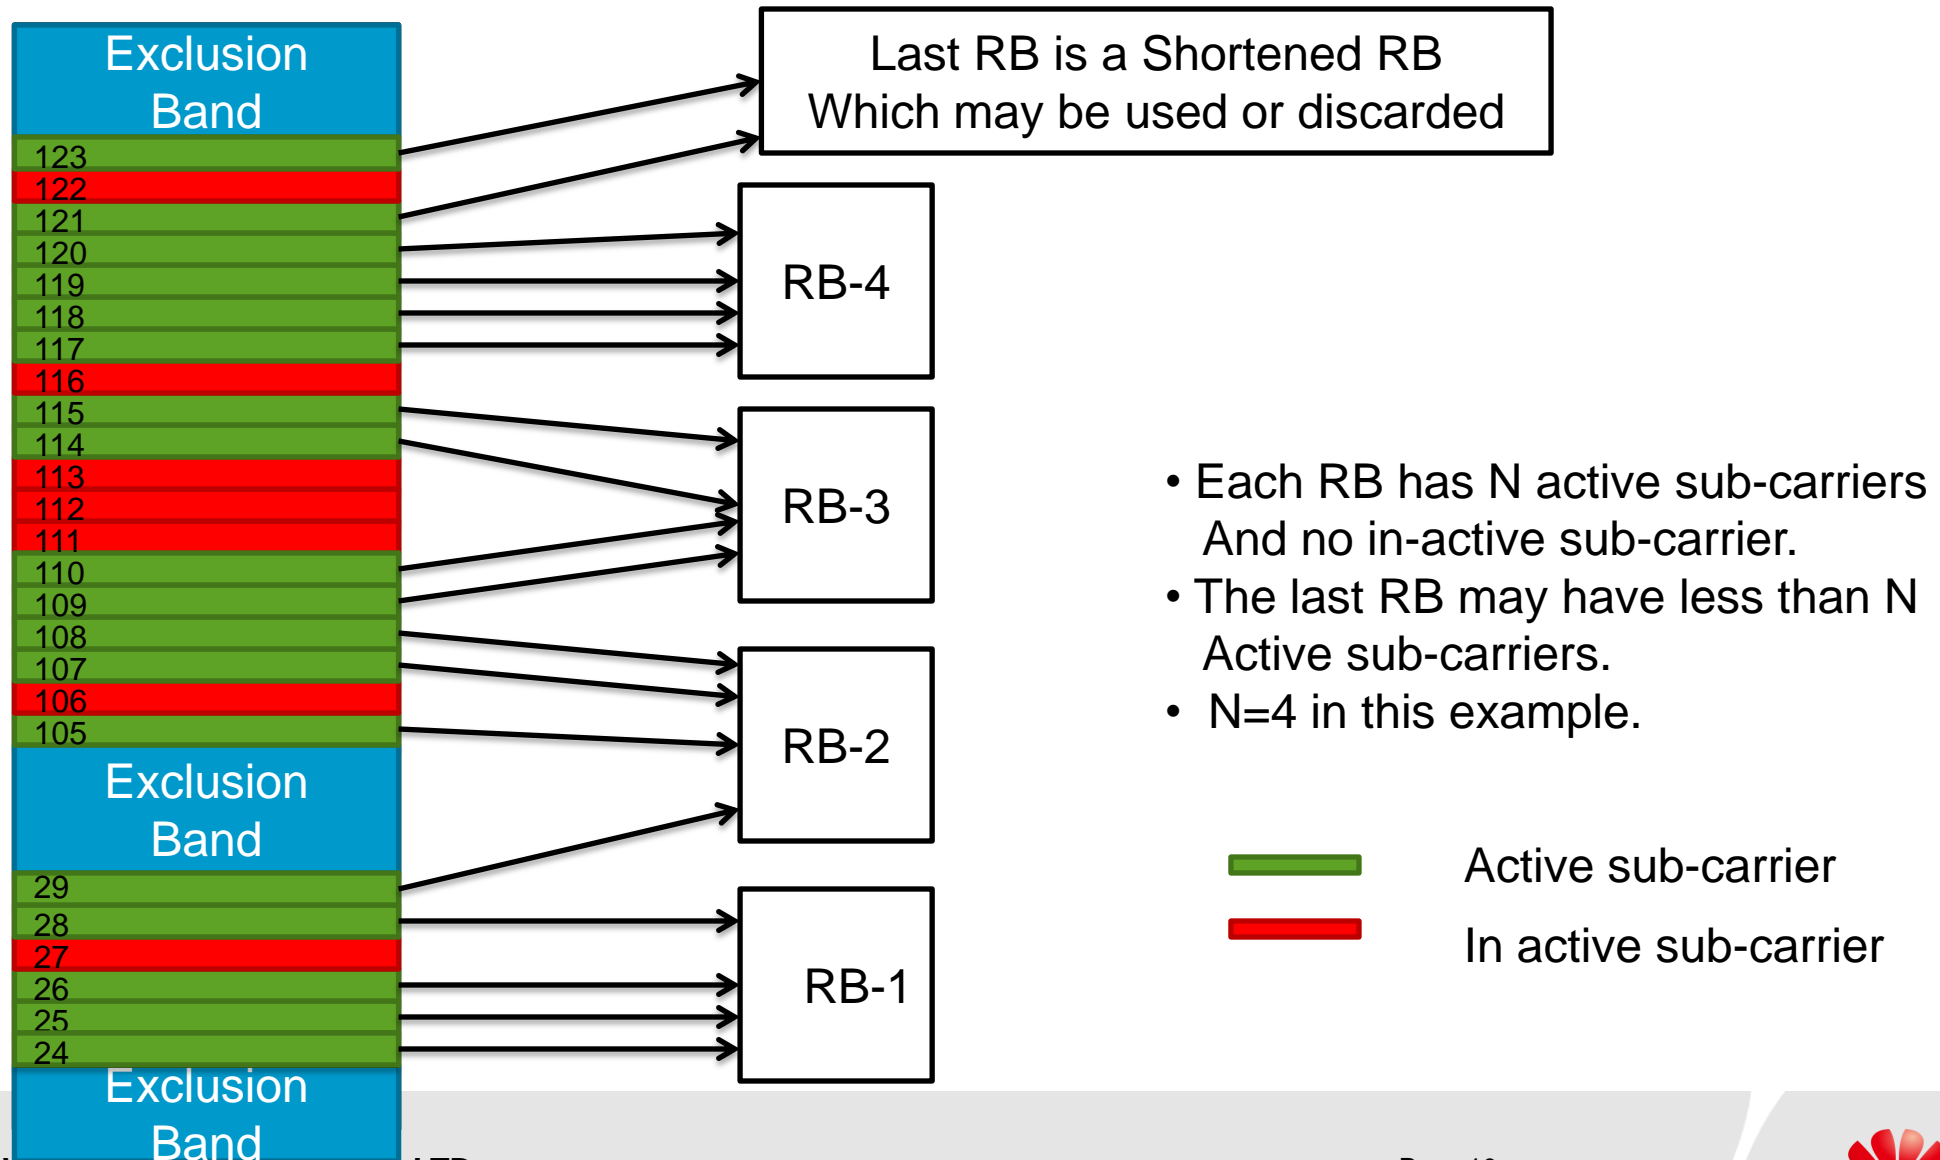 Exclusion
Band
123
122
121
120
119
118
117
116
115
114
113
112
111
110
109
108
107
106
105
Exclusion
Band
29
28
27
26
25
24
Exclusion
Band
Last RB is a Shortened RB
Which may be used or discarded
RB-4
RB-3
RB-2
RB-1
• Each RB has N active sub-carriers
And no in-active sub-carrier.
• The last RB may have less than N
Active sub-carriers.
• N=4 in this example.
Active sub-carrier
In active sub-carrier